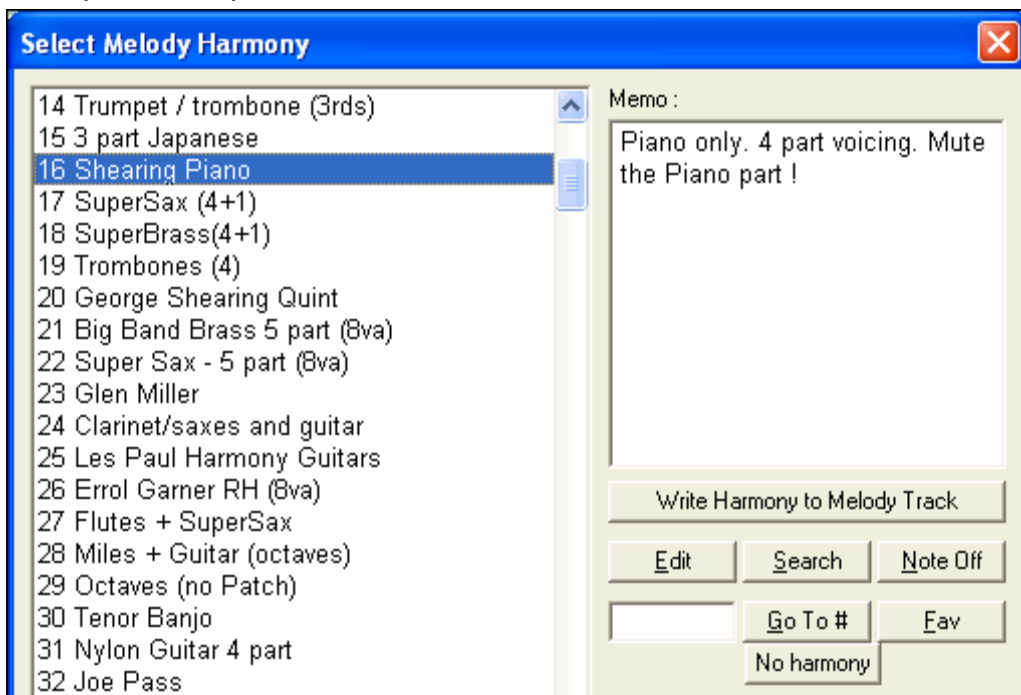 Select Melody Harmony
14 Trumpet / trombone (3rds)
15 3 part Japanese
16 Shearing Piano
17 SuperSax (4+1)
18 SuperBrass(4+1)
19 Trombones (4)
20 George Shearing Quint
21 Big Band Brass 5 part (8va)
22 Super Sax - 5 part (8va)
23 Glen Miller
24 Clarinet/saxes and guitar
25 Les Paul Harmony Guitars
26 Errol Garner RH (8va)
27 Flutes + SuperSax
28 Miles + Guitar (octaves)
29 Octaves (no Patch)
30 Tenor Banjo
31 Nylon Guitar 4 part
32 Joe Pass
Memo :
Piano only. 4 part voicing. Mute
the Piano part !
Write Harmony to Melody Track
Edit Search Note Off
Go To # Fav
No harmony